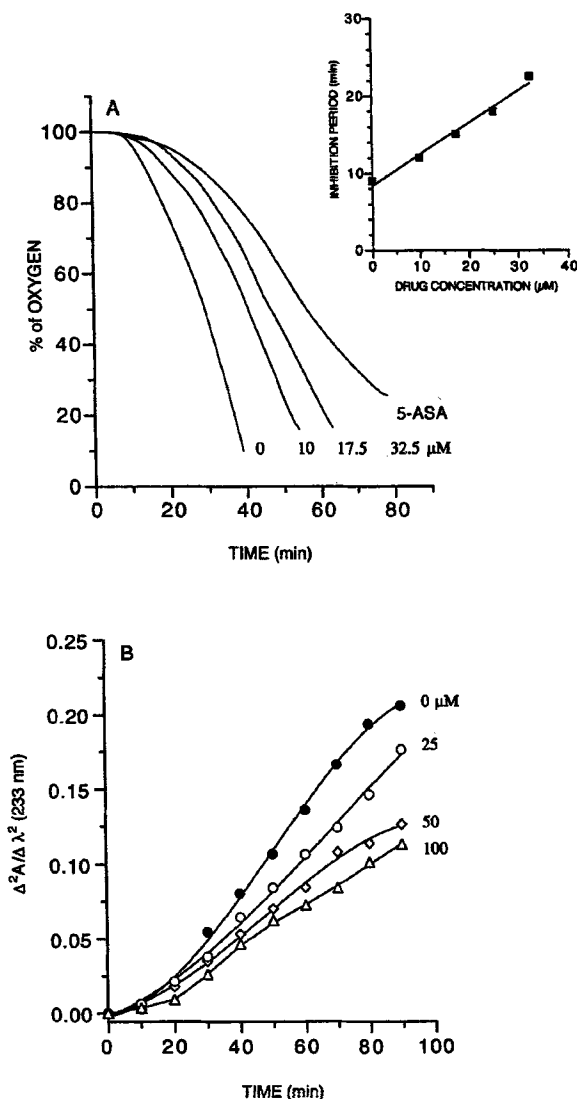 A
% of OXYGEN
100
80
60
40
20
0
0 20 40 60 80
TIME (min)
5-ASA
0 10 17.5 32.5 μM
INHIBITION PERIOD (min)
30
20
10
0
0 10 20 30 40
DRUG CONCENTRATION (μM)
B
Δ²A/Δ λ² (233 nm)
0.25
0.20
0.15
0.10
0.05
0.00
0 20 40 60 80 100
TIME (min)
0 μM
25
50
100